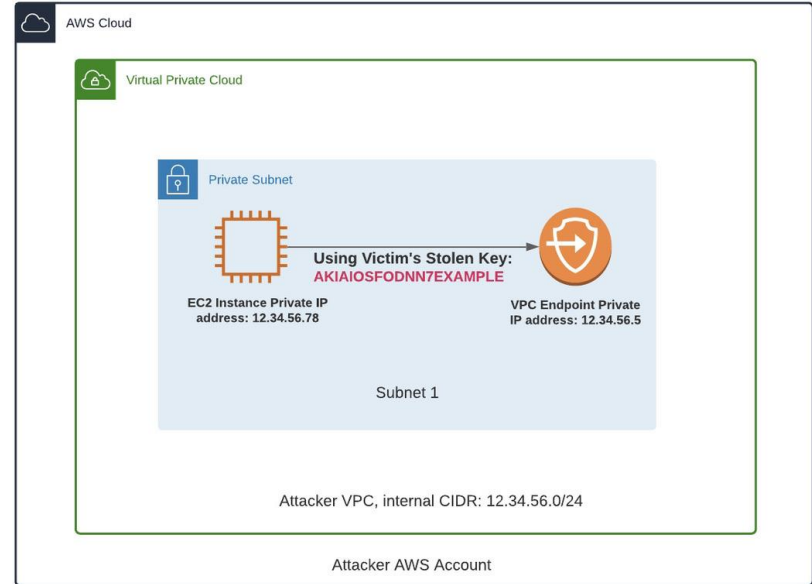 AWS Cloud
Virtual Private Cloud
Private Subnet
Using Victim's Stolen Key:
AKIAIOSFODNN7EXAMPLE
EC2 Instance Private IP
address: 12.34.56.78
VPC Endpoint Private
IP address: 12.34.56.5
Subnet 1
Attacker VPC, internal CIDR: 12.34.56.0/24
Attacker AWS Account